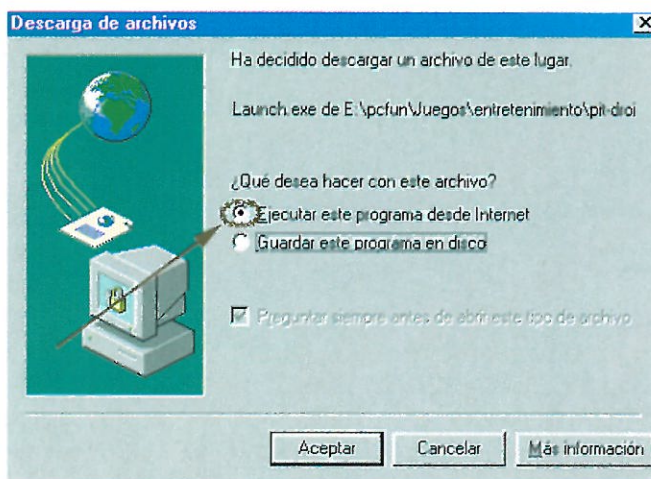 Descarga de archivos
Ha decidido descargar un archivo de este lugar.
Launch.exe de E:\pcfun\Juegos\entretenimiento\pit-droi
¿Qué desea hacer con este archivo?
Ejecutar este programa desde Internet
Guardar este programa en disco
Preguntar siempre antes de abrir este tipo de archivo
Aceptar
Cancelar
Más información